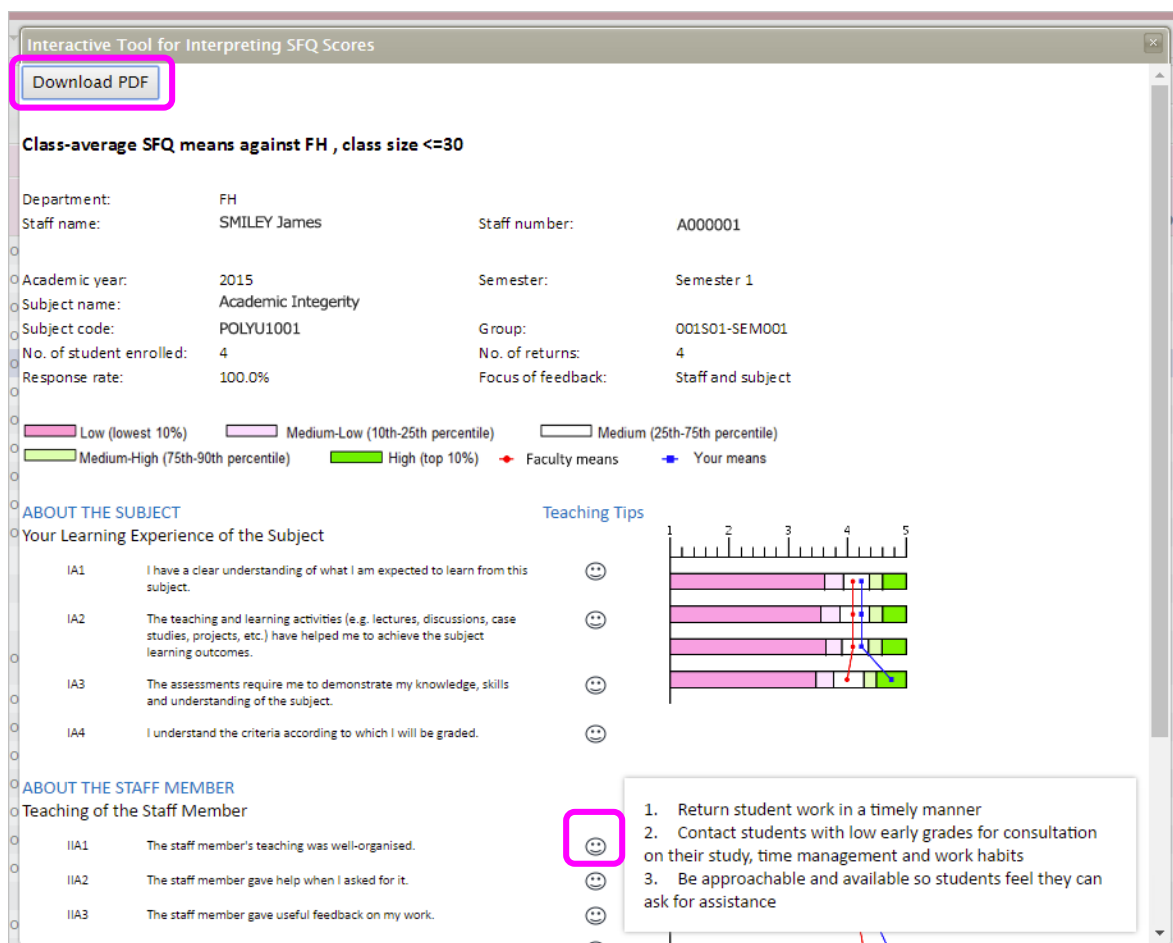 Interactive Tool for Interpreting SFQ Scores
Download PDF
Class-average SFQ means against FH , class size <=30
Department: FH
Staff name: SMILEY James Staff number: A000001
Academic year: 2015 Semester: Semester 1
Subject name: Academic Integerity
Subject code: POLYU1001 Group: 001S01-SEM001
No. of student enrolled: 4 No. of returns: 4
Response rate: 100.0% Focus of feedback: Staff and subject
Low (lowest 10%) Medium-Low (10th-25th percentile) Medium (25th-75th percentile)
Medium-High (75th-90th percentile) High (top 10%) Faculty means Your means
ABOUT THE SUBJECT Teaching Tips
Your Learning Experience of the Subject
1 2 3 4 5
IA1 I have a clear understanding of what I am expected to learn from this
subject.
IA2 The teaching and learning activities (e.g. lectures, discussions, case
studies, projects, etc.) have helped me to achieve the subject
learning outcomes.
IA3 The assessments require me to demonstrate my knowledge, skills
and understanding of the subject.
IA4 I understand the criteria according to which I will be graded.
ABOUT THE STAFF MEMBER
Teaching of the Staff Member
IIA1 The staff member's teaching was well-organised.
IIA2 The staff member gave help when I asked for it.
IIA3 The staff member gave useful feedback on my work.
1. Return student work in a timely manner
2. Contact students with low early grades for consultation
on their study, time management and work habits
3. Be approachable and available so students feel they can
ask for assistance